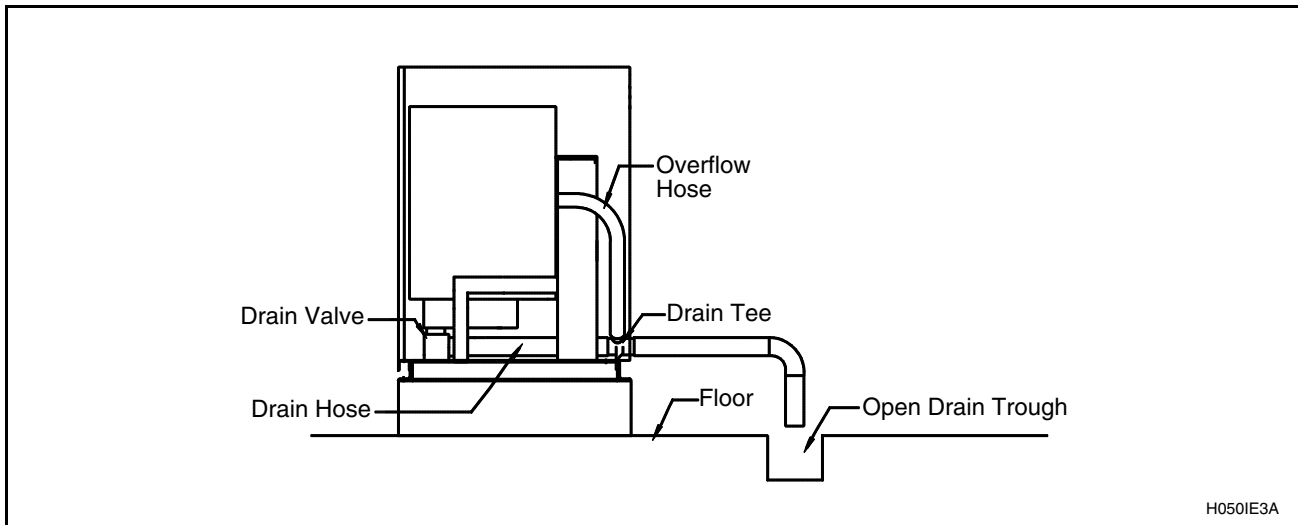 Overflow
Hose
Drain Valve
Drain Tee
Drain Hose
Floor
Open Drain Trough
H050IE3A